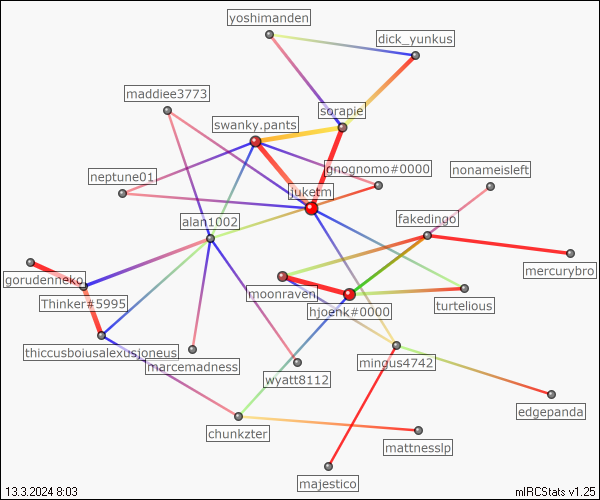 yoshimanden
dick_yunkus
maddiee3773
sorapie
swanky.pants
gnognomo#0000
nonameisleft
neptune01
juketm
alan1002
fakedingo
gorudenneko
mercurybro
Thinker#5995
moonraven
hjoenk#0000
turtelious
thiccusboiusalexusjoneus
marcemadness
mingus4742
wyatt8112
edgepanda
chunkzter
mattnesslp
majestico
13.3.2024 8:03
mIRCStats v1.25